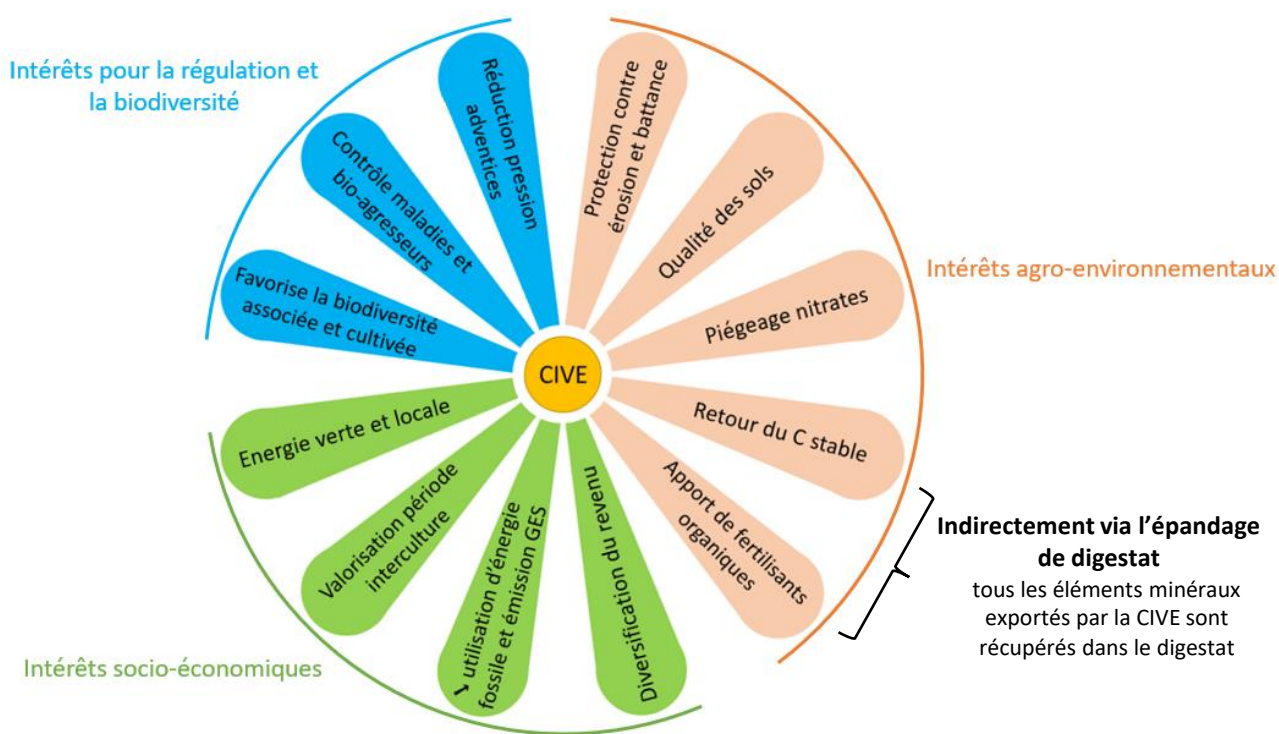 Intérêts pour la régulation et
la biodiversité
Réduction pression
adventices
Contrôle maladies et
bio-agresseurs
Favorise la biodiversité
associée et cultivée
Protection contre
érosion et battance
Qualité des sols
Piégeage nitrates
Retour du C stable
Apport de fertilisants
organiques
Intérêts agro-environnementaux
CIVE
Energie verte et locale
Valorisation période
interculture
➘ utilisation d'énergie
fossile et émission GES
Diversification du revenu
Intérêts socio-économiques
Indirectement via l'épandage
de digestat
tous les éléments minéraux
exportés par la CIVE sont
récupérés dans le digestat